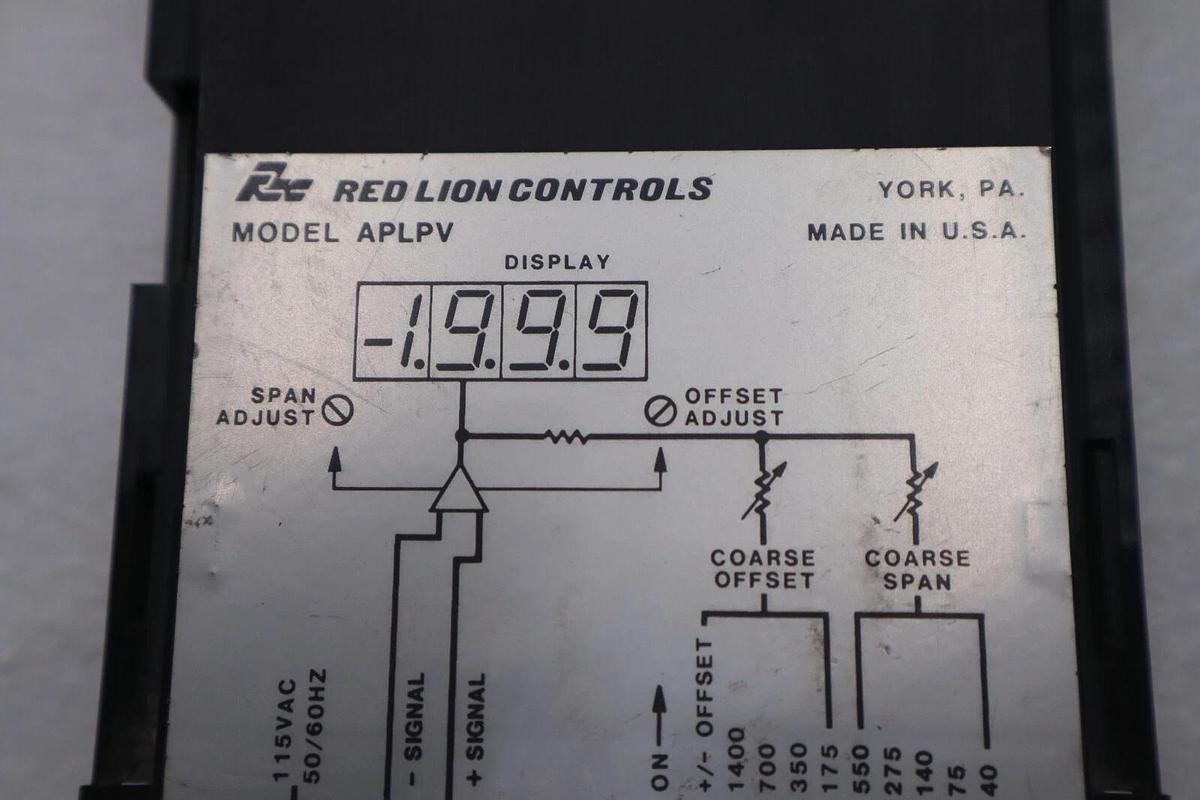 RLC RED LION CONTROLS YORK, PA.
MODEL APLPV MADE IN U.S.A.
DISPLAY
-1.9.9.9
SPAN
ADJUST
OFFSET
ADJUST
COARSE
OFFSET
COARSE
SPAN
115VAC
50/60HZ
- SIGNAL
+ SIGNAL
ON
+/- OFFSET
1400
700
350
175
550
275
140
75
40